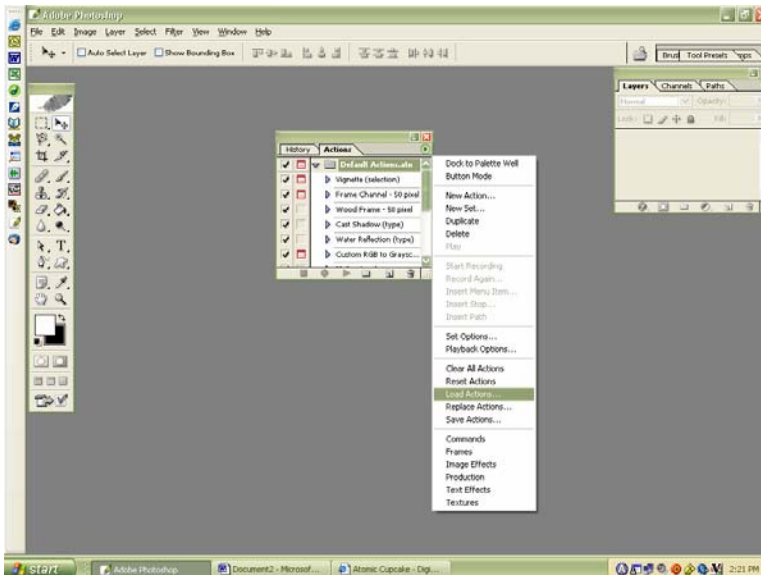 Adobe Photoshop
File Edit Image Layer Select Filter View Window Help
Auto Select Layer Show Bounding Box
Brus Tool Presets
Layers Channels Paths
Normal Opacity:
Lock: Fill:
History Actions
Default Actions.atn
Vignette (selection)
Frame Channel - 50 pixel
Wood Frame - 50 pixel
Cast Shadow (type)
Water Reflection (type)
Custom RGB to Graysc...
Dock to Palette Well
Button Mode
New Action...
New Set...
Duplicate
Delete
Play
Start Recording
Record Again...
Insert Menu Item...
Insert Stop...
Insert Path
Set Options...
Playback Options...
Clear All Actions
Reset Actions
Load Actions...
Replace Actions...
Save Actions...
Commands
Frames
Image Effects
Production
Text Effects
Textures
start Adobe Photoshop Document2 - Microsof... Atomic Cupcake - Digi... 2:21 PM